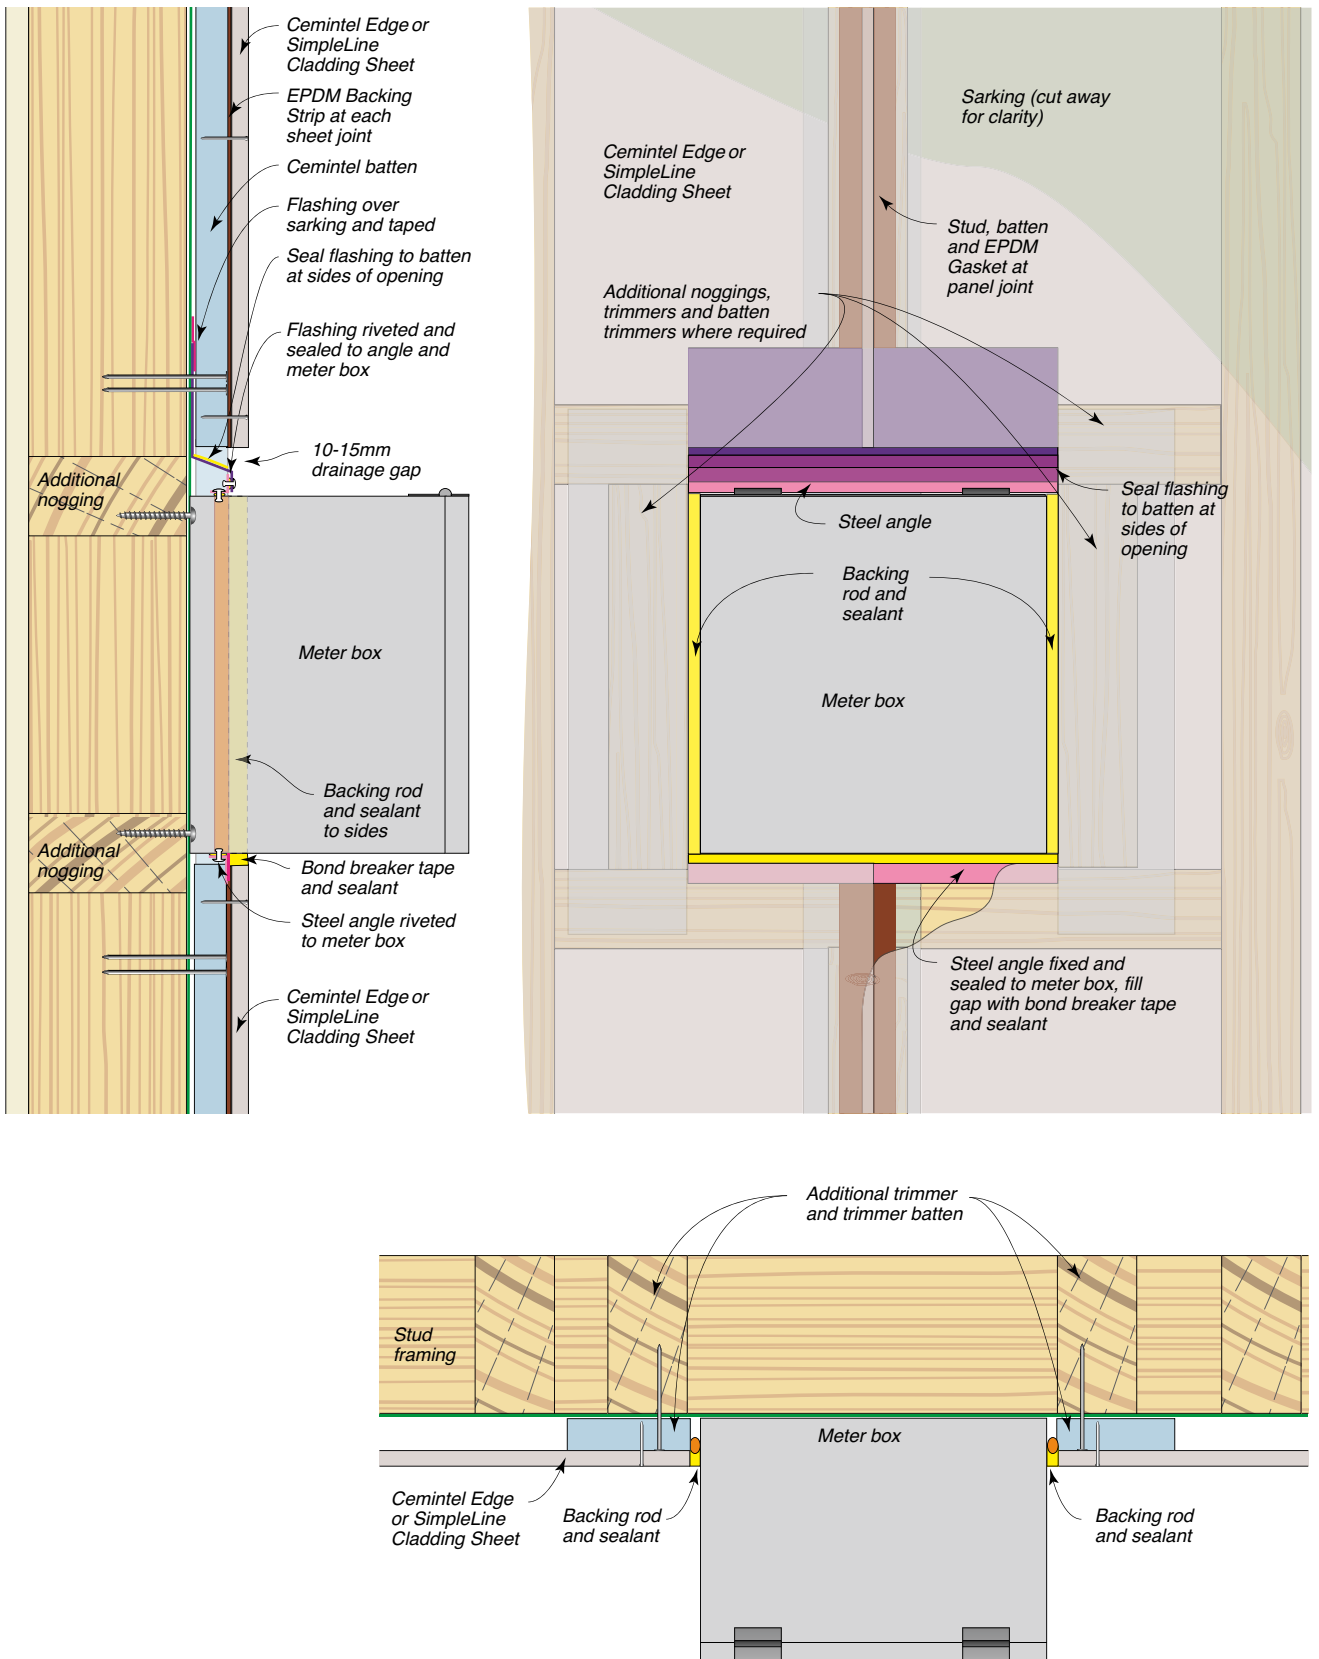 Cemintel Edge or
SimpleLine
Cladding Sheet
EPDM Backing
Strip at each
sheet joint
Cemintel batten
Flashing over
sarking and taped
Seal flashing to batten
at sides of opening
Flashing riveted and
sealed to angle and
meter box
10-15mm
drainage gap
Additional
nogging
Meter box
Backing rod
and sealant
to sides
Additional
nogging
Bond breaker tape
and sealant
Steel angle riveted
to meter box
Cemintel Edge or
SimpleLine
Cladding Sheet
Sarking (cut away
for clarity)
Cemintel Edge or
SimpleLine
Cladding Sheet
Stud, batten
and EPDM
Gasket at
panel joint
Additional noggings,
trimmers and batten
trimmers where required
Seal flashing
to batten at
sides of
opening
Steel angle
Backing
rod and
sealant
Meter box
Steel angle fixed and
sealed to meter box, fill
gap with bond breaker tape
and sealant
Additional trimmer
and trimmer batten
Stud
framing
Meter box
Cemintel Edge
or SimpleLine
Cladding Sheet
Backing rod
and sealant
Backing rod
and sealant